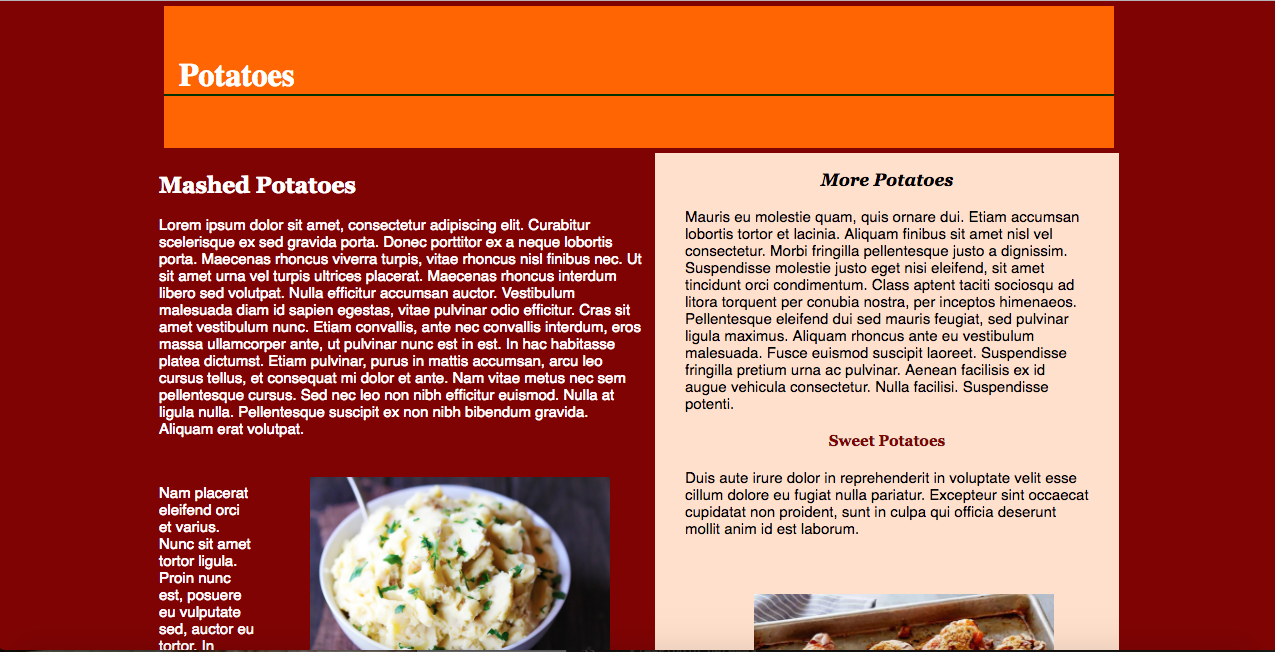 Potatoes
Mashed Potatoes
Lorem ipsum dolor sit amet, consectetur adipiscing elit. Curabitur
scelerisque ex sed gravida porta. Donec porttitor ex a neque lobortis
porta. Maecenas rhoncus viverra turpis, vitae rhoncus nisl finibus nec. Ut
sit amet urna vel turpis ultrices placerat. Maecenas rhoncus interdum
libero sed volutpat. Nulla efficitur accumsan auctor. Vestibulum
malesuada diam id sapien egestas, vitae pulvinar odio efficitur. Cras sit
amet vestibulum nunc. Etiam convallis, ante nec convallis interdum, eros
massa ullamcorper ante, ut pulvinar nunc est in est. In hac habitasse
platea dictumst. Etiam pulvinar, purus in mattis accumsan, arcu leo
cursus tellus, et consequat mi dolor et ante. Nam vitae metus nec sem
pellentesque cursus. Sed nec leo non nibh efficitur euismod. Nulla at
ligula nulla. Pellentesque suscipit ex non nibh bibendum gravida.
Aliquam erat volutpat.
Nam placerat
eleifend orci
et varius.
Nunc sit amet
tortor ligula.
Proin nunc
est, posuere
eu vulputate
sed, auctor eu
tortor. In
More Potatoes
Mauris eu molestie quam, quis ornare dui. Etiam accumsan
lobortis tortor et lacinia. Aliquam finibus sit amet nisl vel
consectetur. Morbi fringilla pellentesque justo a dignissim.
Suspendisse molestie justo eget nisi eleifend, sit amet
tincidunt orci condimentum. Class aptent taciti sociosqu ad
litora torquent per conubia nostra, per inceptos himenaeos.
Pellentesque eleifend dui sed mauris feugiat, sed pulvinar
ligula maximus. Aliquam rhoncus ante eu vestibulum
malesuada. Fusce euismod suscipit laoreet. Suspendisse
fringilla pretium urna ac pulvinar. Aenean facilisis ex id
augue vehicula consectetur. Nulla facilisi. Suspendisse
potenti.
Sweet Potatoes
Duis aute irure dolor in reprehenderit in voluptate velit esse
cillum dolore eu fugiat nulla pariatur. Excepteur sint occaecat
cupidatat non proident, sunt in culpa qui officia deserunt
mollit anim id est laborum.